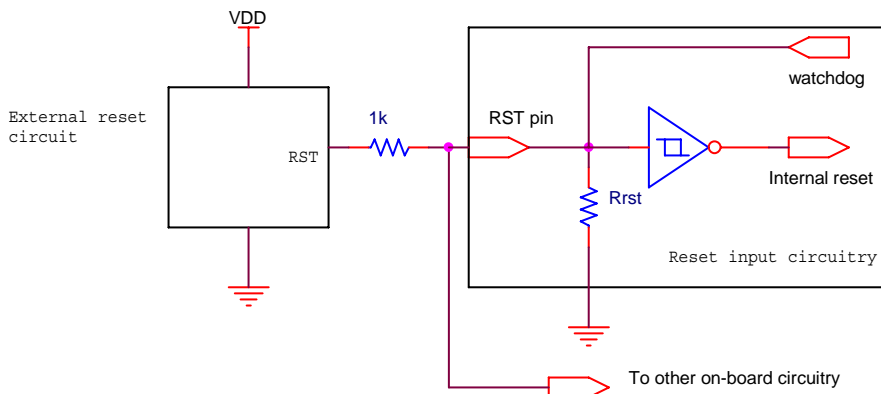 VDD
External reset
circuit
RST
1k
RST pin
watchdog
Internal reset
Rrst
Reset input circuitry
To other on-board circuitry